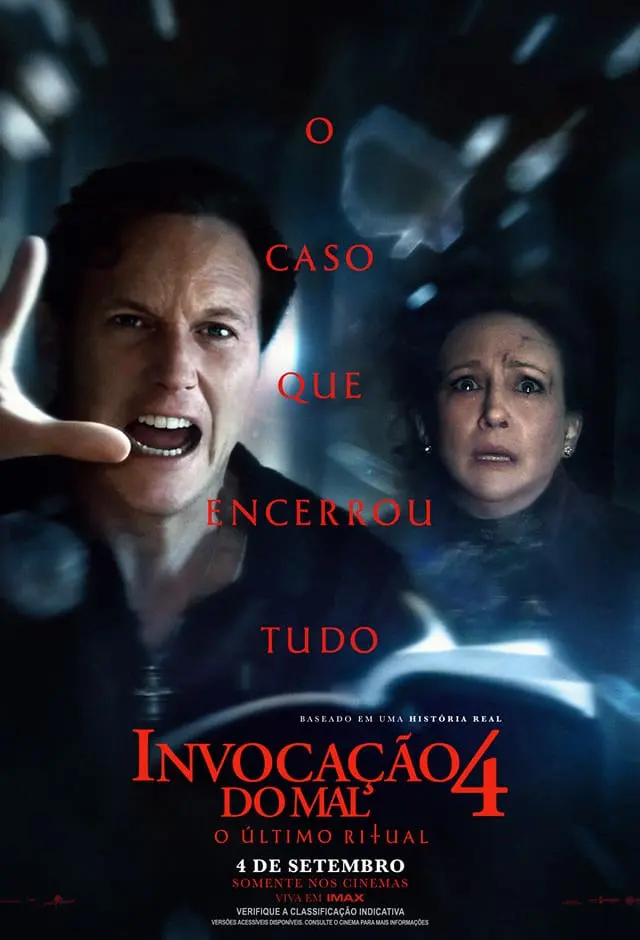 O
CASO
QUE
ENCERROU
TUDO
BASEADO EM UMA HISTÓRIA REAL
INVOCAÇÃO 4
DO MAL
O ÚLTIMO RITUAL
4 DE SETEMBRO
SOMENTE NOS CINEMAS
VIVA EM IMAX
VERIFIQUE A CLASSIFICAÇÃO INDICATIVA
VERSÕES ACESSÍVEIS DISPONÍVEIS. CONSULTE O CINEMA PARA MAIS INFORMAÇÕES